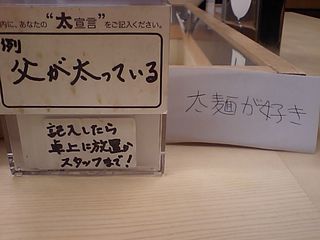 内に、あなたの“太宣言”をご記入ください。
例
父が太っている
記入したら
卓上に放置か
スタッフまで!
太麺が好き